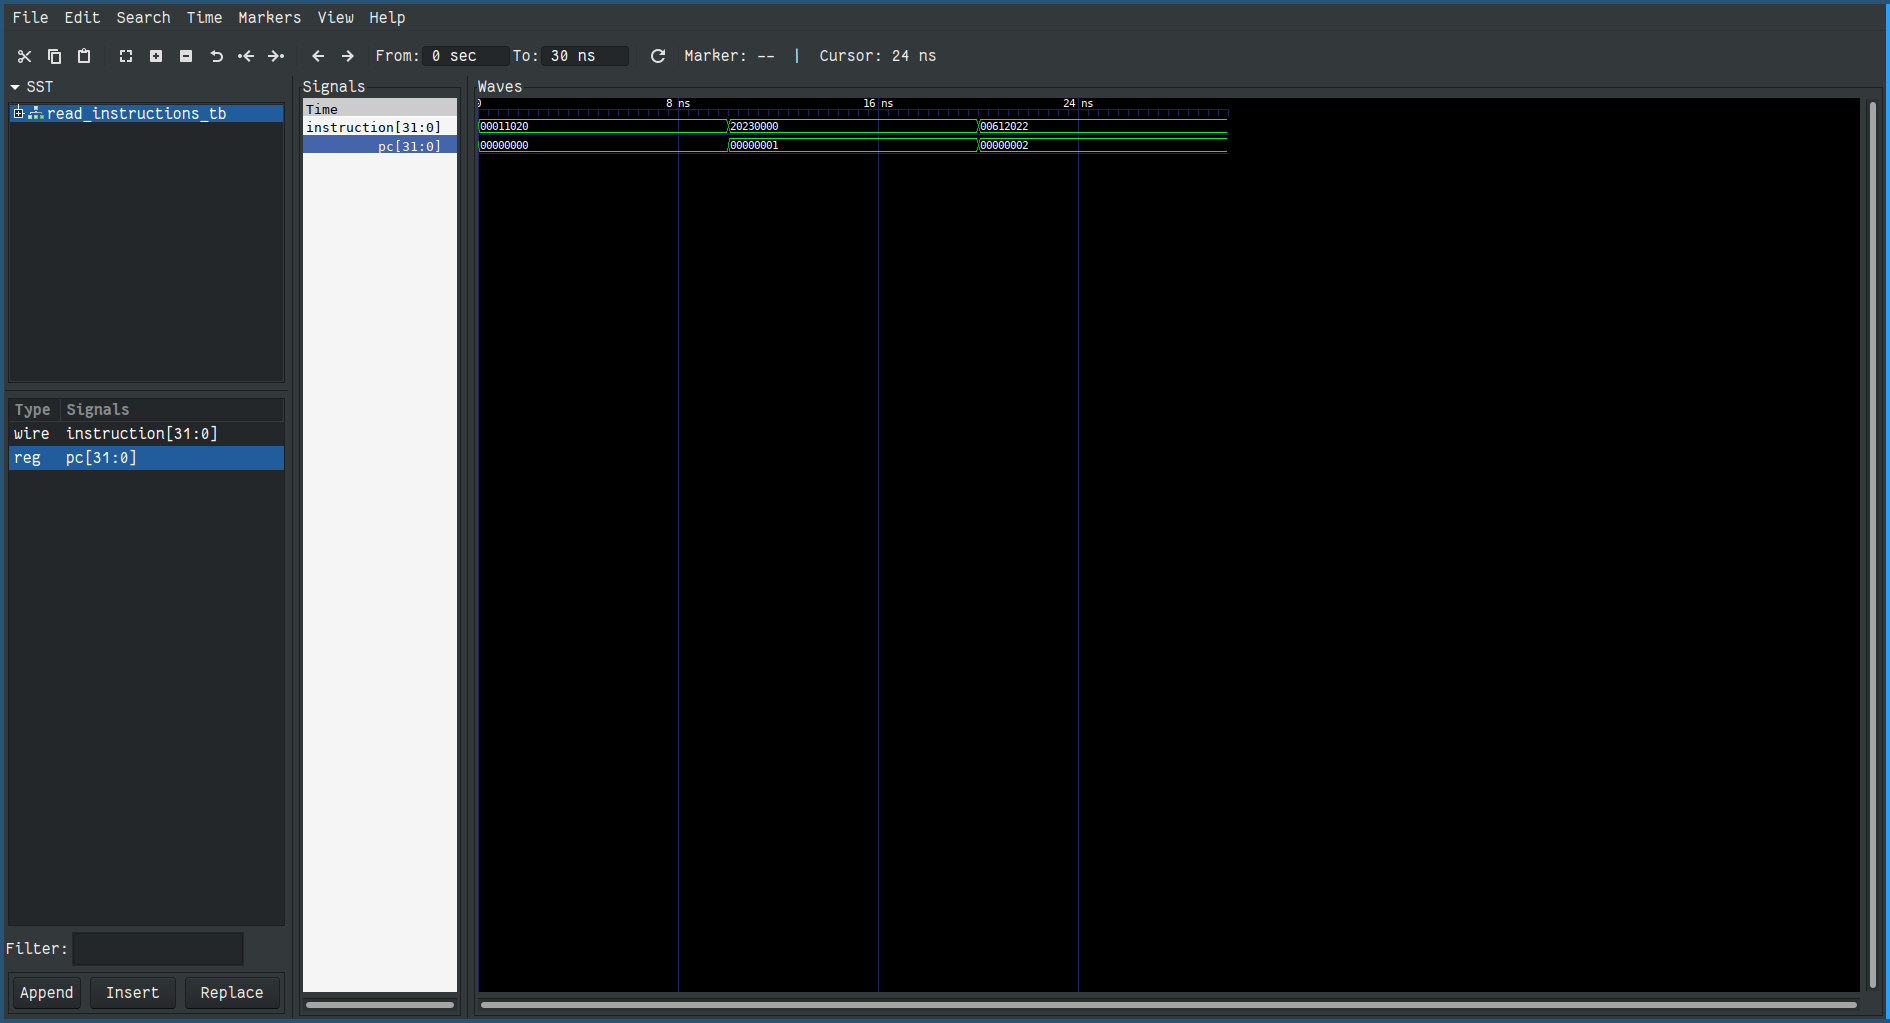 File Edit Search Time Markers View Help
From: 0 sec To: 30 ns Marker: -- | Cursor: 24 ns
SST
read_instructions_tb
Type Signals
wire instruction[31:0]
reg pc[31:0]
Filter:
Append Insert Replace
Signals
Time
instruction[31:0]
pc[31:0]
Waves
0 8 ns 16 ns 24 ns
00011020 20230000 00612022
00000000 00000001 00000002